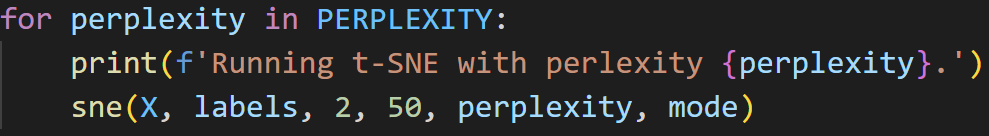 for perplexity in PERPLEXITY:
print(f'Running t-SNE with perlexity {perplexity}.')
sne(X, labels, 2, 50, perplexity, mode)